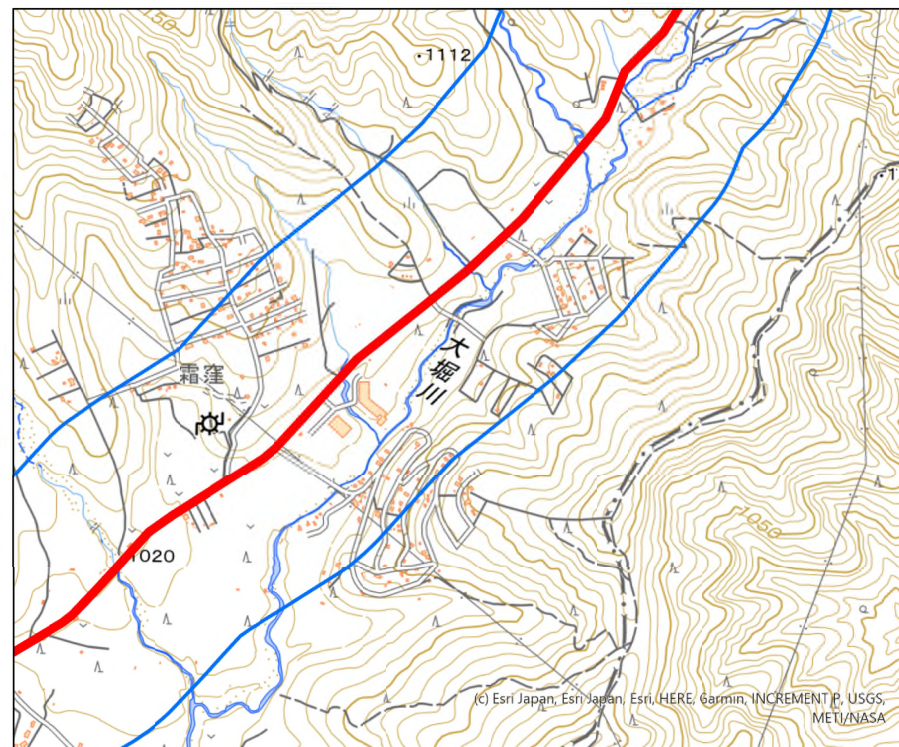 1050
1112
霜窪
大堀川
1020
1050
(c) Esri Japan, Esri Japan, Esri, HERE, Garmin, INCREMENT P, USGS,
METI/NASA